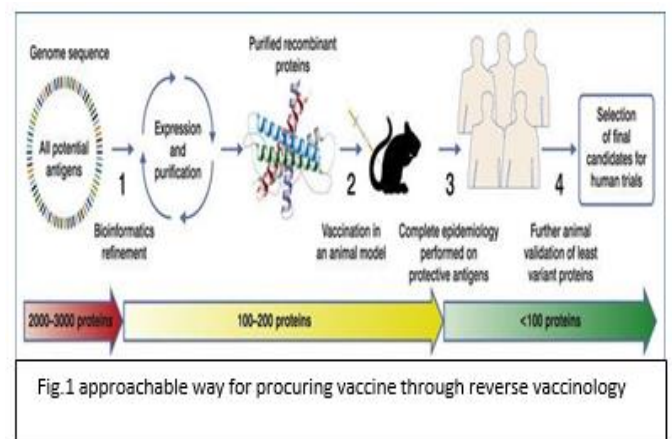 Genome sequence
All potential
antigens
1
Bioinformatics
refinement
Expression
and
purification
Purified recombinant
proteins
2
Vaccination in
an animal model
3
Complete epidemiology
performed on
protective antigens
4
Further animal
validation of least
variant proteins
Selection
of final
candidates for
human trials
2000–3000 proteins
100–200 proteins
<100 proteins
Fig.1 approachable way for procuring vaccine through reverse vaccinology